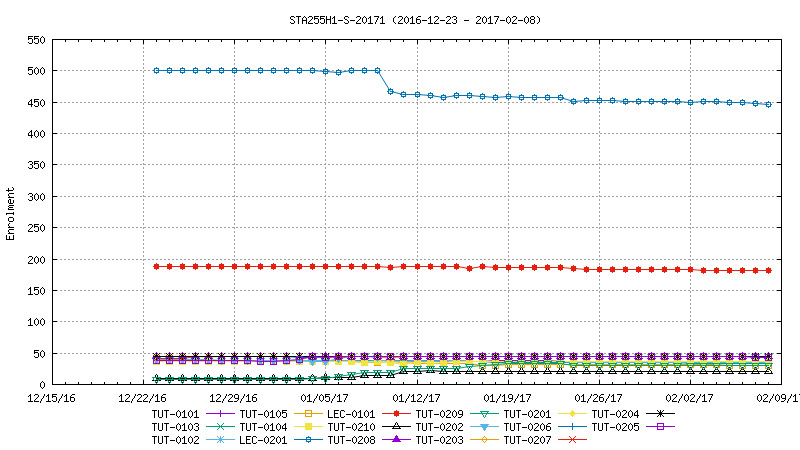 STA255H1-S-20171 (2016-12-23 - 2017-02-08)
550
500
450
400
350
300
250
200
150
100
50
0
Enrolment
12/15/16 12/22/16 12/29/16 01/05/17 01/12/17 01/19/17 01/26/17 02/02/17 02/09/1
TUT-0101 TUT-0105 LEC-0101 TUT-0209 TUT-0201 TUT-0204
TUT-0103 TUT-0104 TUT-0210 TUT-0202 TUT-0206 TUT-0205
TUT-0102 LEC-0201 TUT-0208 TUT-0203 TUT-0207